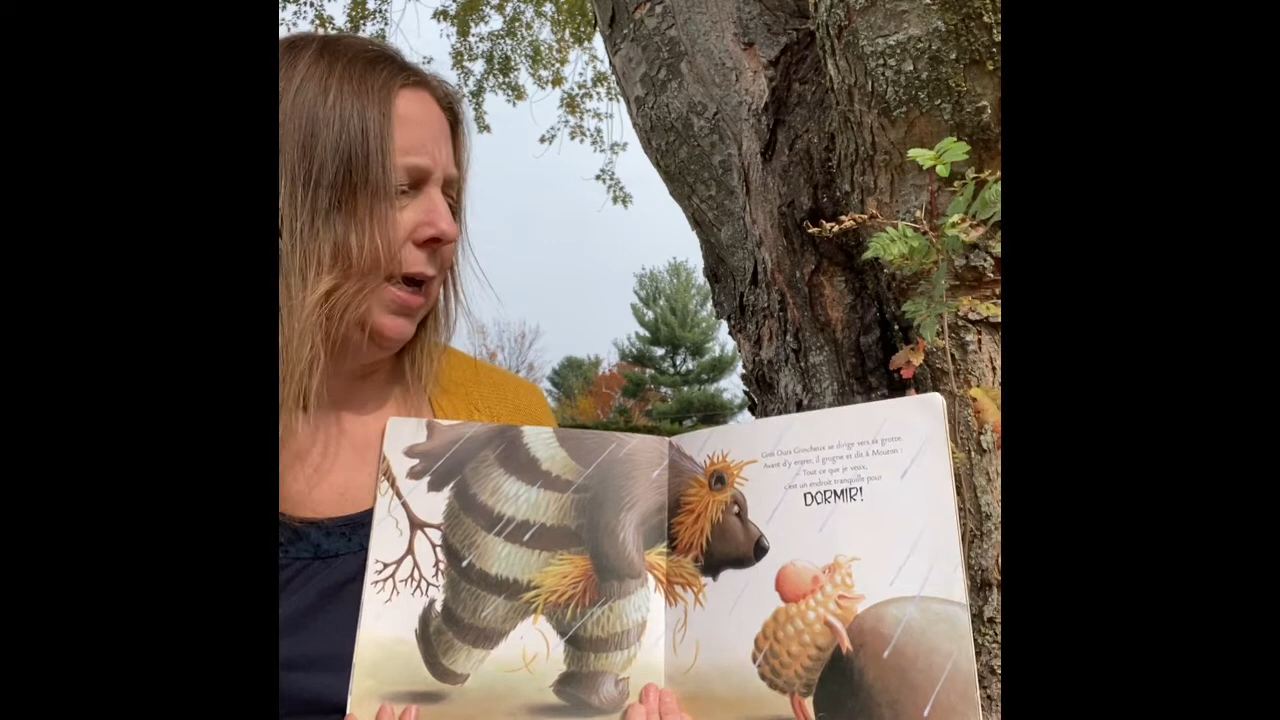 Gros Ours Grincheux se dirige vers sa grotte.
Avant d'y entrer, il grogne et dit à Mouton :
– Tout ce que je veux,
c'est un endroit tranquille pour
DORMIR!